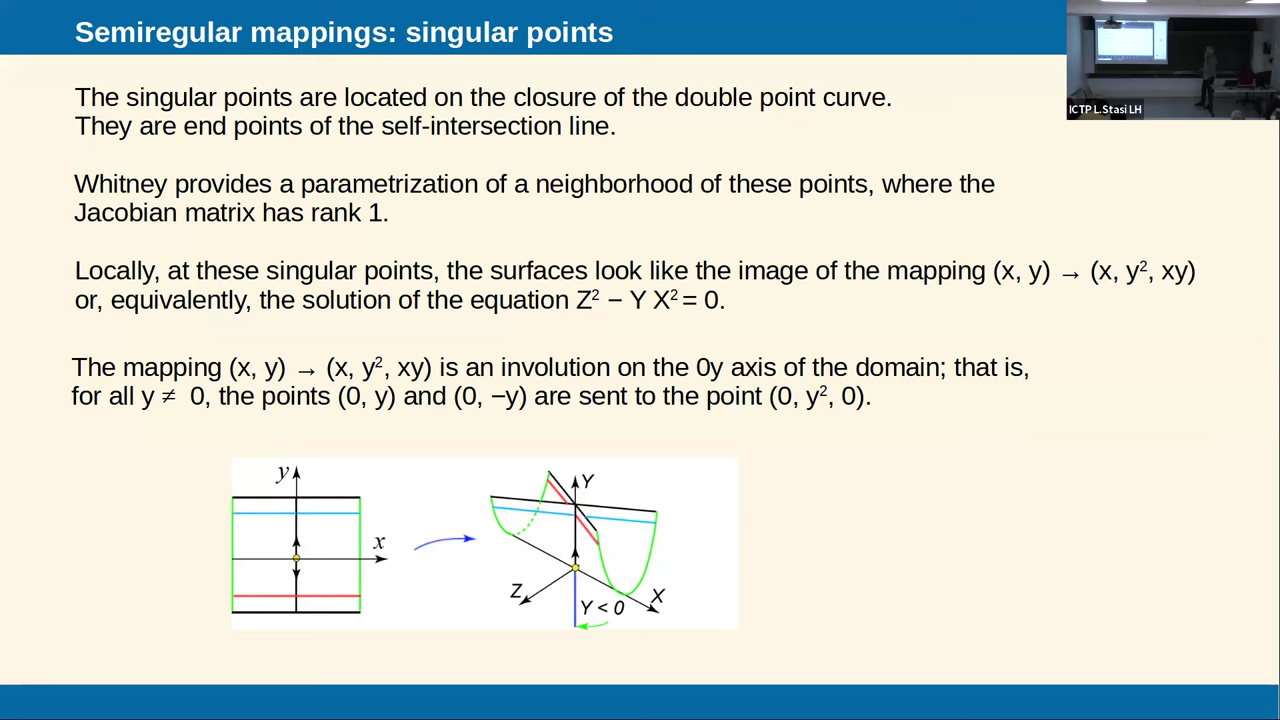 Semiregular mappings: singular points
ICTP L.Stasi LH
The singular points are located on the closure of the double point curve.
They are end points of the self-intersection line.
Whitney provides a parametrization of a neighborhood of these points, where the
Jacobian matrix has rank 1.
Locally, at these singular points, the surfaces look like the image of the mapping (x, y) → (x, y², xy)
or, equivalently, the solution of the equation Z² − Y X² = 0.
The mapping (x, y) → (x, y², xy) is an involution on the 0y axis of the domain; that is,
for all y ≠ 0, the points (0, y) and (0, −y) are sent to the point (0, y², 0).
y
x
Y
Z
Y < 0
X